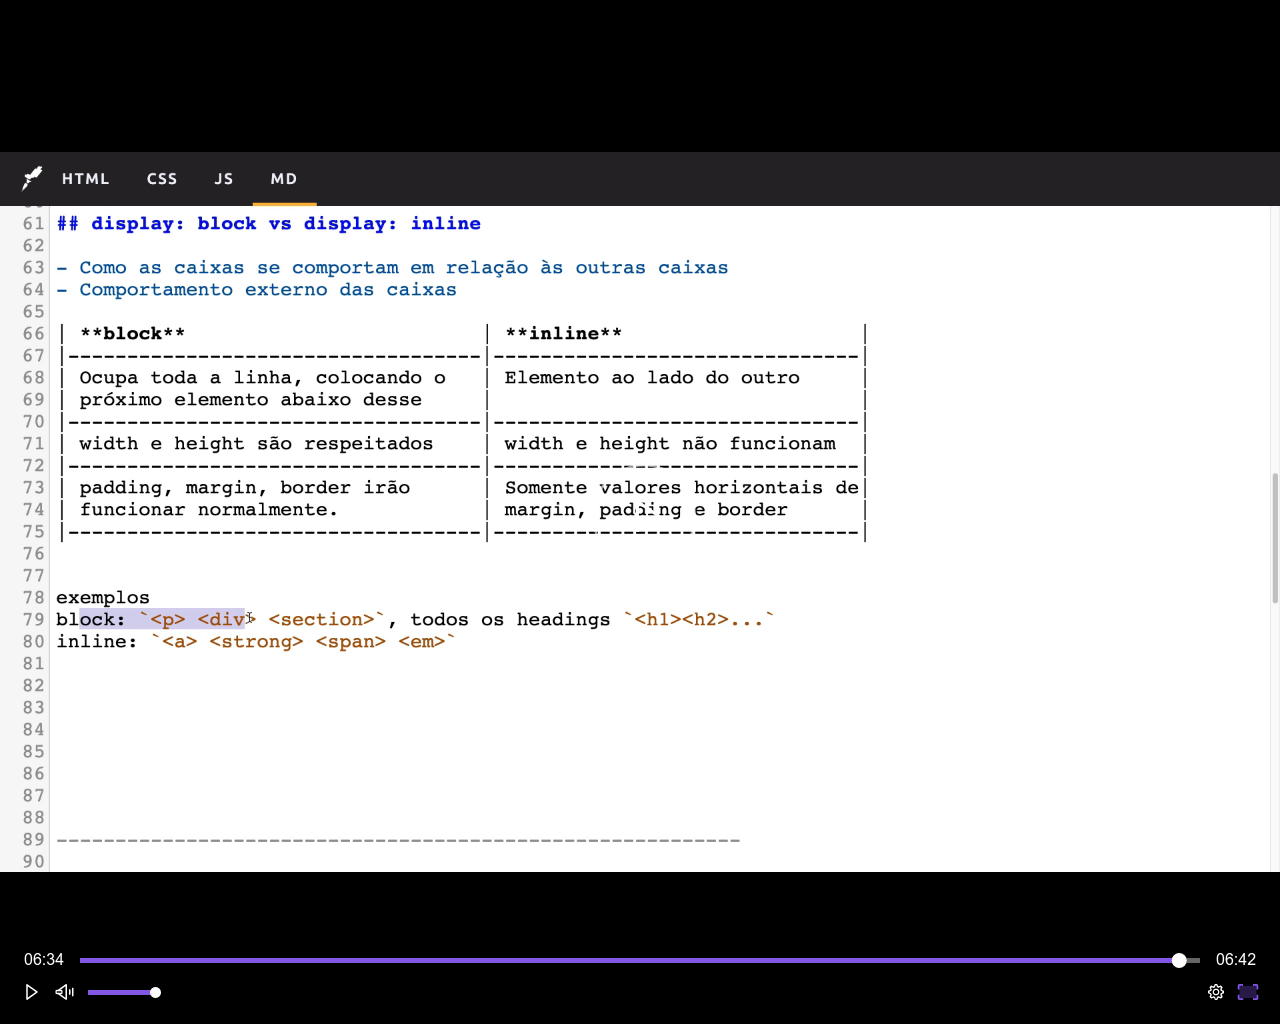 HTML CSS JS MD
61 ## display: block vs display: inline
62
63 - Como as caixas se comportam em relação às outras caixas
64 - Comportamento externo das caixas
65
66 | **block** | **inline** |
67 |-----------------------------------|-------------------------------|
68 | Ocupa toda a linha, colocando o | Elemento ao lado do outro |
69 | próximo elemento abaixo desse | |
70 |-----------------------------------|-------------------------------|
71 | width e height são respeitados | width e height não funcionam |
72 |-----------------------------------|-------------------------------|
73 | padding, margin, border irão | Somente valores horizontais de|
74 | funcionar normalmente. | margin, padding e border |
75 |-----------------------------------|-------------------------------|
76
77
78 exemplos
79 block: `<p> <div> <section>`, todos os headings `<h1><h2>...`
80 inline: `<a> <strong> <span> <em>`
81
82
83
84
85
86
87
88
89 ----------------------------------------------------------
90
06:34 06:42